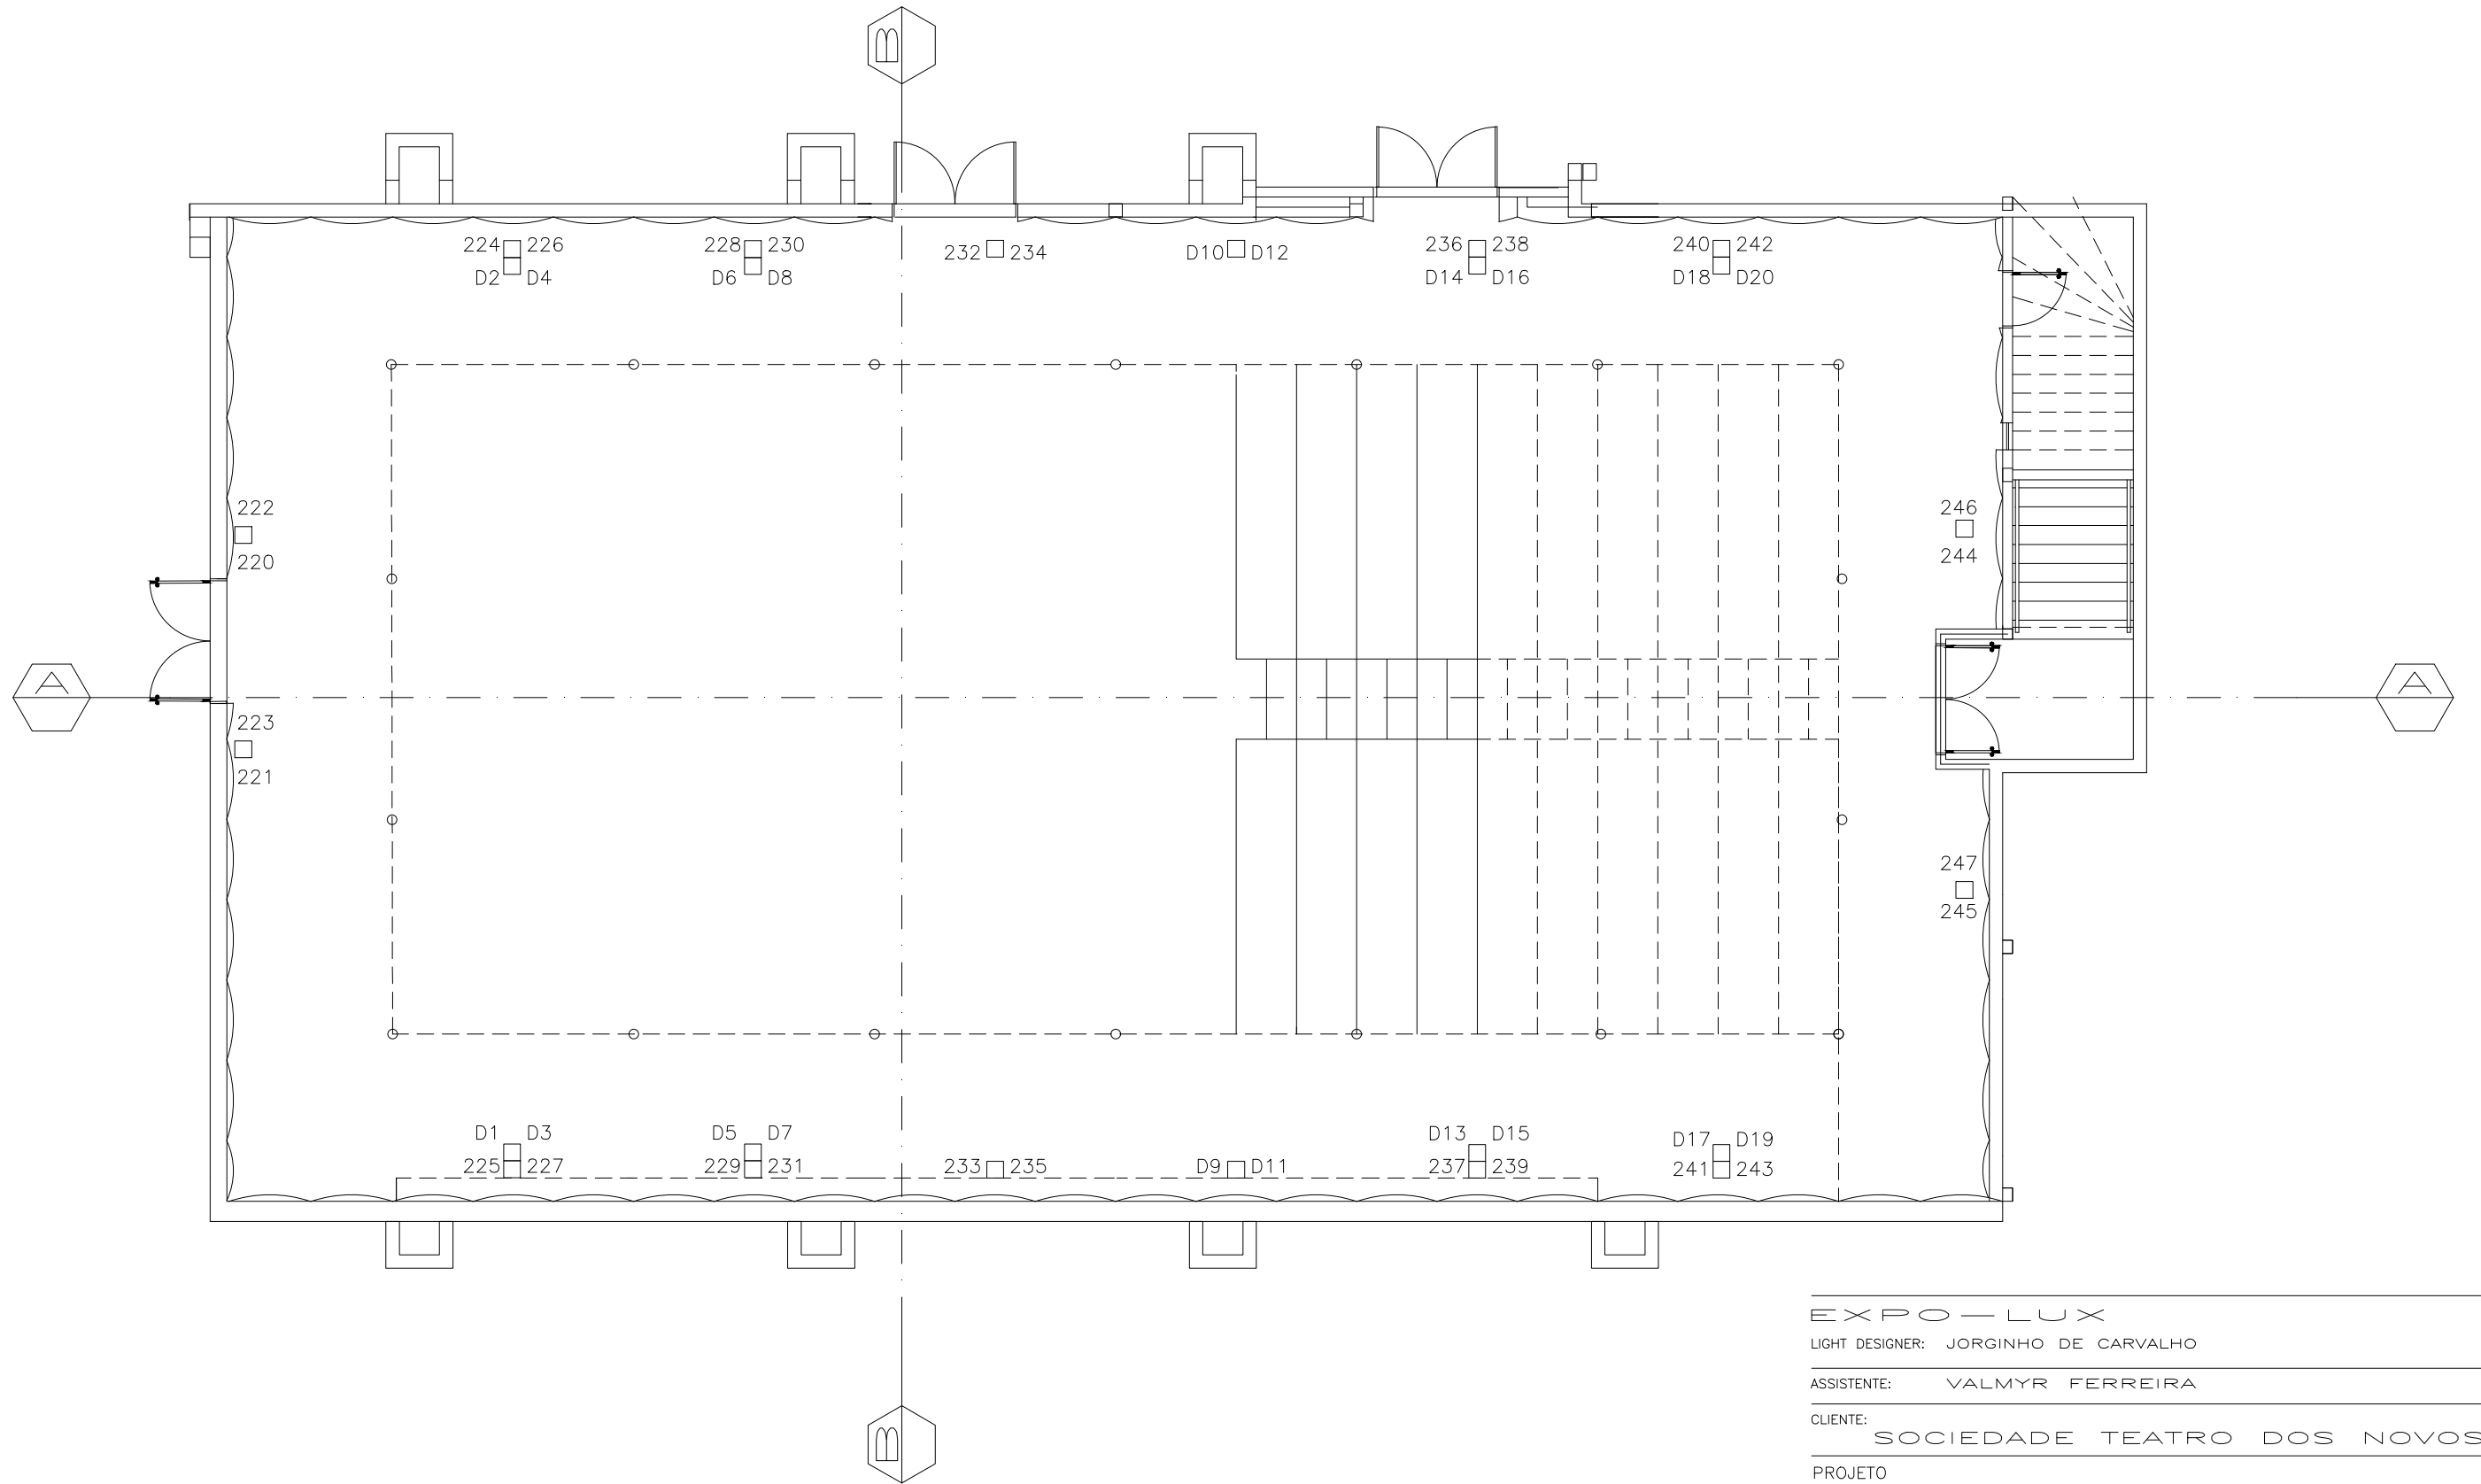 B
224 226 228 230 232 234 D10 D12 236 238 240 242
D2 D4 D6 D8 D14 D16 D18 D20
222 246
220 244
A A
223
221
247
245
D1 D3 D5 D7 D13 D15 D17 D19
225 227 229 231 233 235 D9 D11 237 239 241 243
EXPO-LUX
LIGHT DESIGNER: JORGINHO DE CARVALHO
ASSISTENTE: VALMYR FERREIRA
CLIENTE:
SOCIEDADE TEATRO DOS NOVOS
PROJETO
B